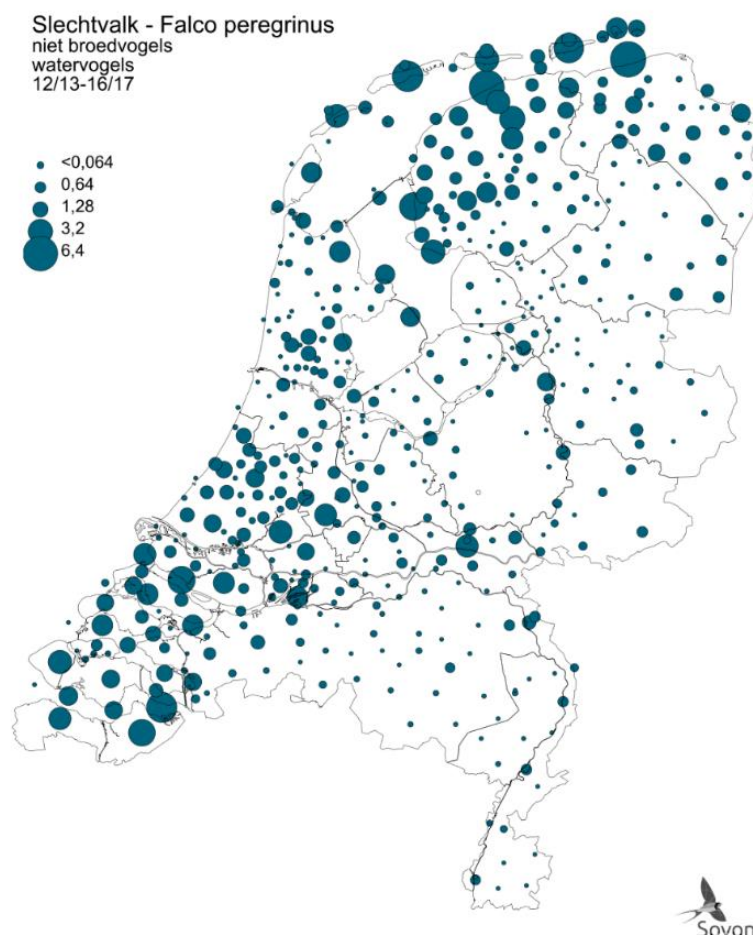 Slechtvalk - Falco peregrinus
niet broedvogels
watervogels
12/13-16/17
<0,064
0,64
1,28
3,2
6,4
Sovon